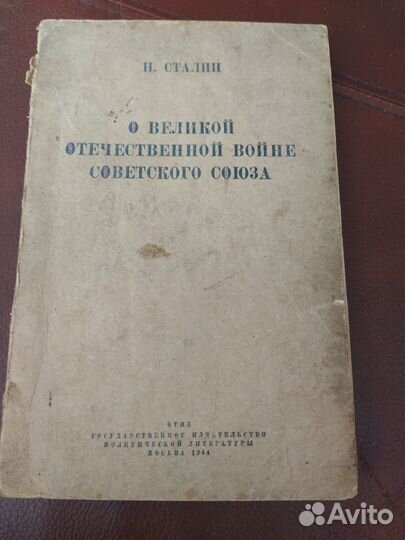 И. СТАЛИН
О ВЕЛИКОЙ
ОТЕЧЕСТВЕННОЙ ВОЙНЕ
СОВЕТСКОГО СОЮЗА
ОГИЗ
ГОСУДАРСТВЕННОЕ ИЗДАТЕЛЬСТВО
ПОЛИТИЧЕСКОЙ ЛИТЕРАТУРЫ
МОСКВА 1944
Avito